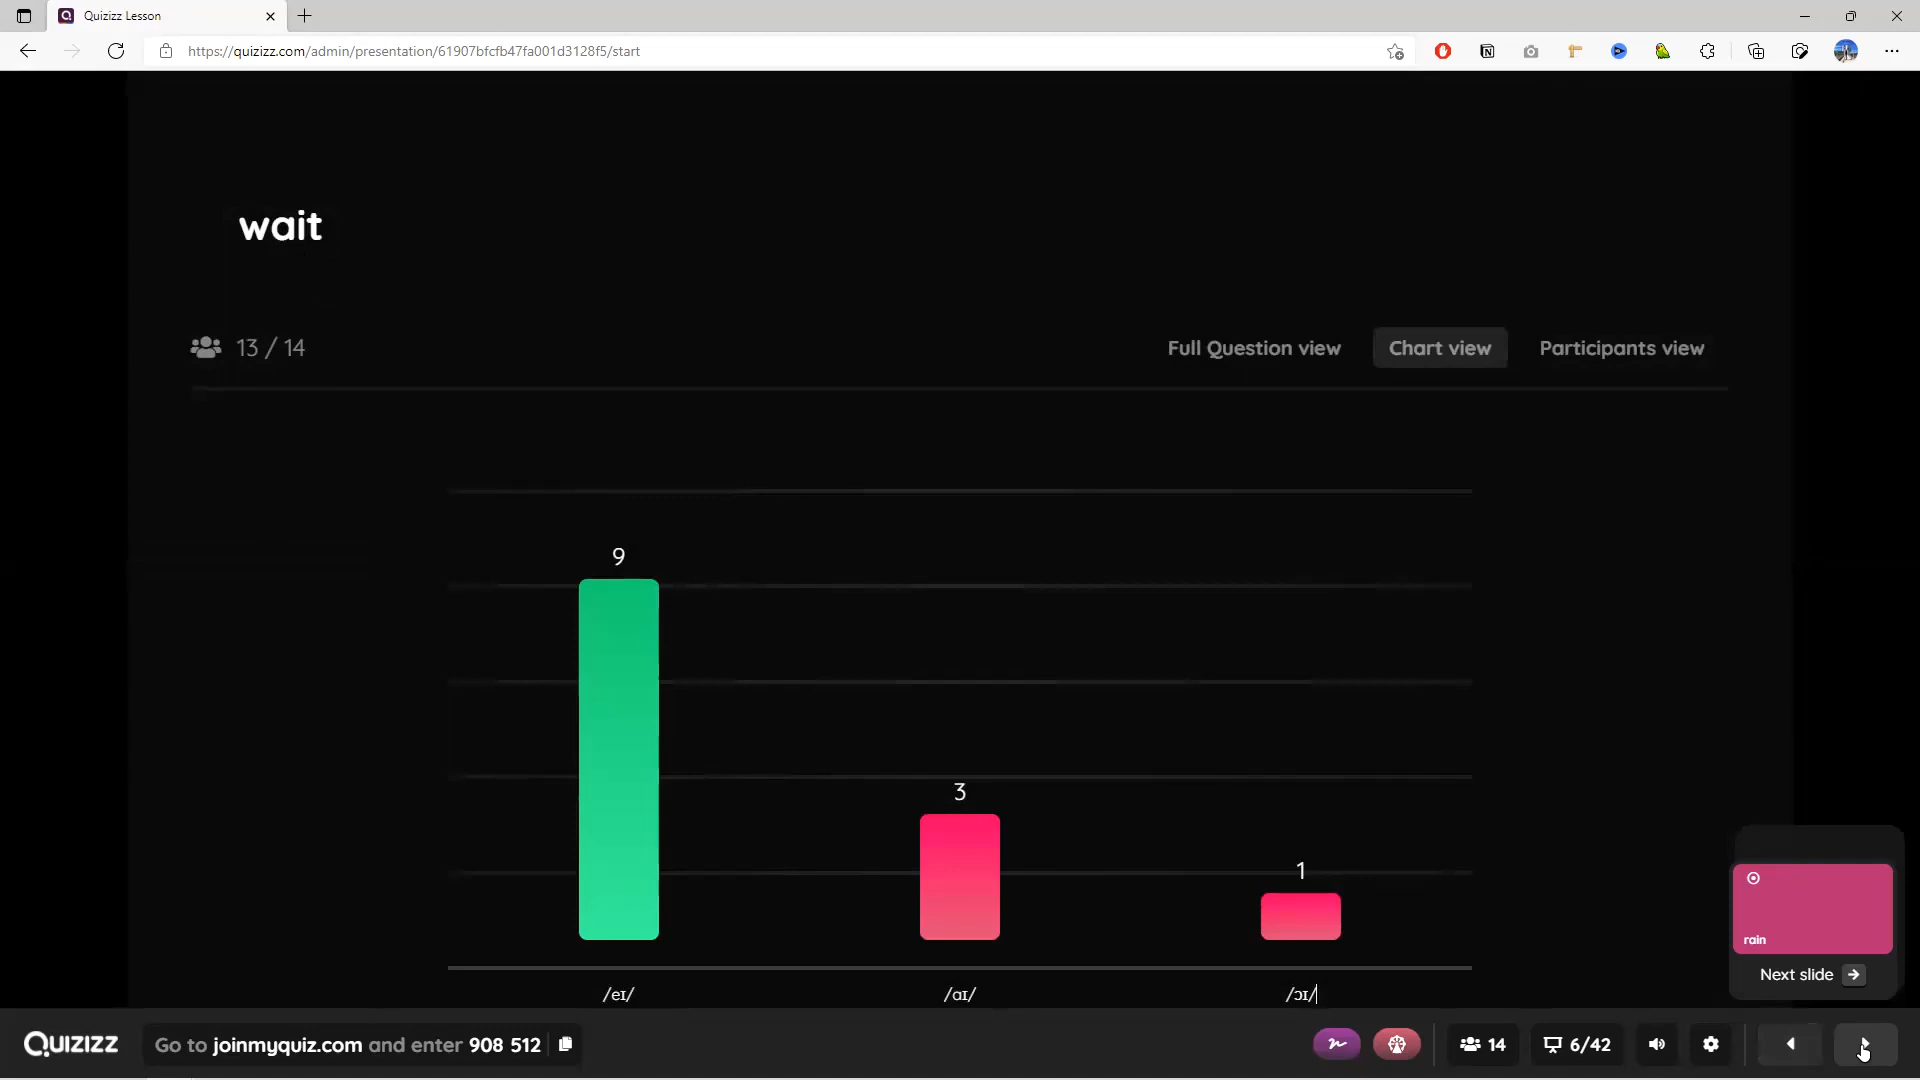 Quizizz Lesson
https://quizizz.com/admin/presentation/61907bfcfb47fa001d3128f5/start
wait
13 / 14
Full Question view
Chart view
Participants view
9
3
1
/eɪ/
/ɑɪ/
/ɔɪ/
rain
Next slide
QUIZIZZ
Go to joinmyquiz.com and enter 908 512
14
6/42